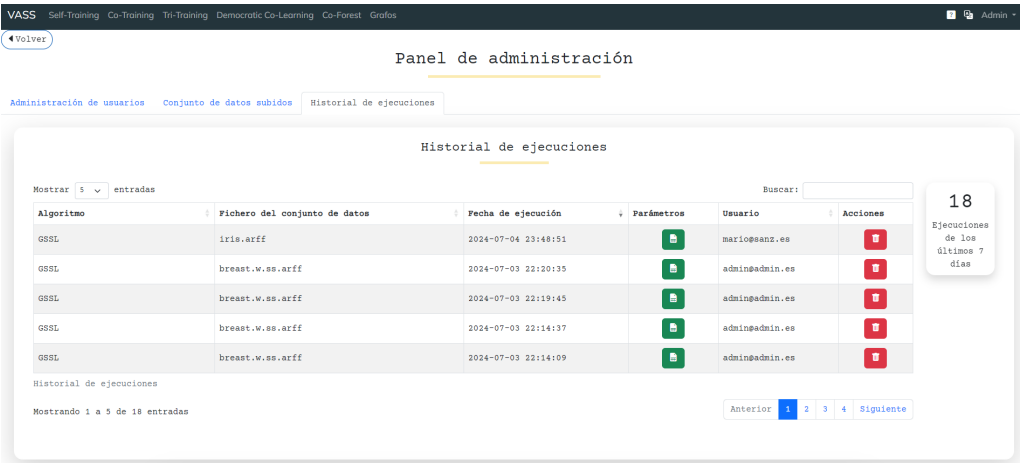 VASS Self-Training Co-Training Tri-Training Democratic Co-Learning Co-Forest Grafos Admin
Volver
Panel de administración
Administración de usuarios Conjunto de datos subidos Historial de ejecuciones
Historial de ejecuciones
Mostrar 5 entradas Buscar:
Algoritmo Fichero del conjunto de datos Fecha de ejecución Parámetros Usuario Acciones
GSSL iris.arff 2024-07-04 23:48:51 mario@sanz.es
GSSL breast.w.ss.arff 2024-07-03 22:20:35 admin@admin.es
GSSL breast.w.ss.arff 2024-07-03 22:19:45 admin@admin.es
GSSL breast.w.ss.arff 2024-07-03 22:14:37 admin@admin.es
GSSL breast.w.ss.arff 2024-07-03 22:14:09 admin@admin.es
Historial de ejecuciones
Mostrando 1 a 5 de 18 entradas
Anterior 1 2 3 4 Siguiente
18
Ejecuciones
de los
últimos 7
días